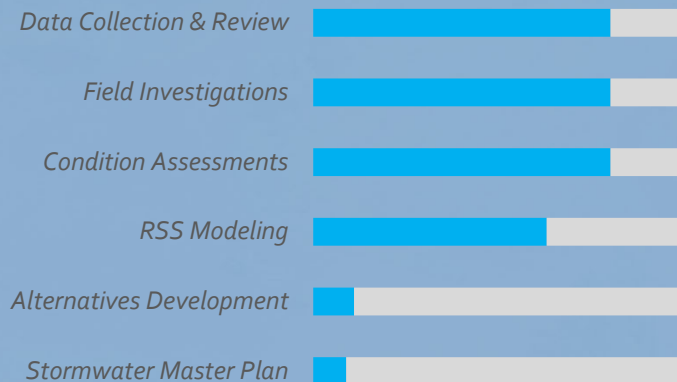 Data Collection & Review
Field Investigations
Condition Assessments
RSS Modeling
Alternatives Development
Stormwater Master Plan